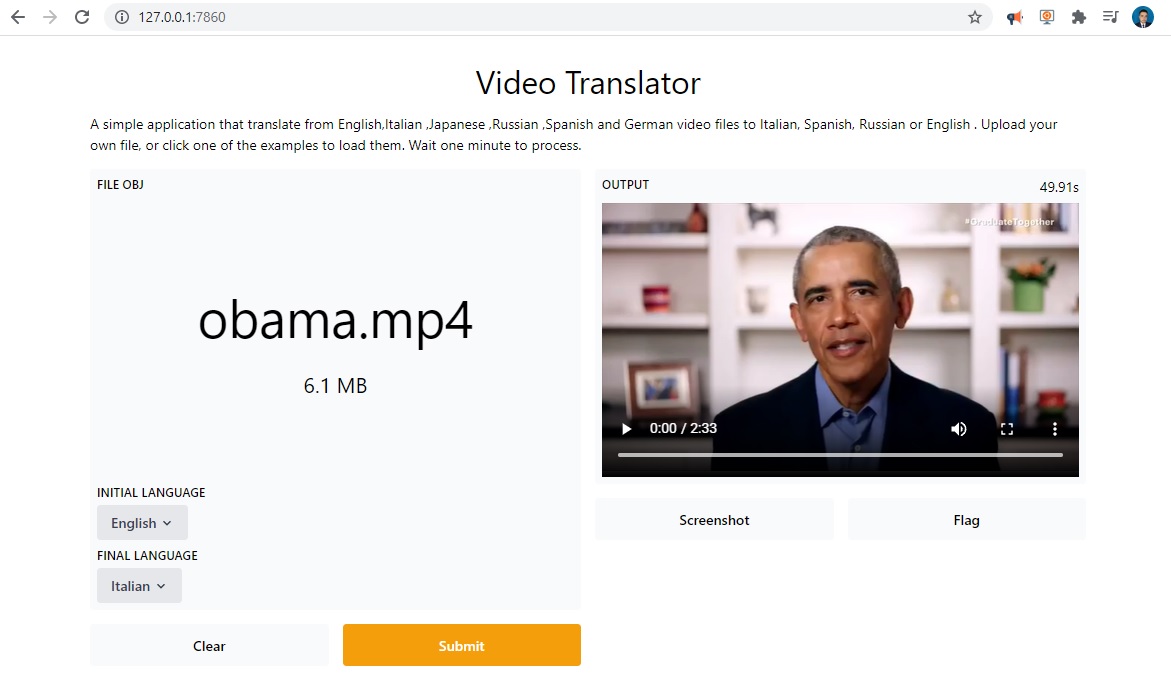 127.0.0.1:7860
Video Translator
A simple application that translate from English,Italian ,Japanese ,Russian ,Spanish and German video files to Italian, Spanish, Russian or English . Upload your
own file, or click one of the examples to load them. Wait one minute to process.
FILE OBJ
obama.mp4
6.1 MB
INITIAL LANGUAGE
English
FINAL LANGUAGE
Italian
Clear
Submit
OUTPUT
49.91s
#GraduateTogether
0:00 / 2:33
Screenshot
Flag